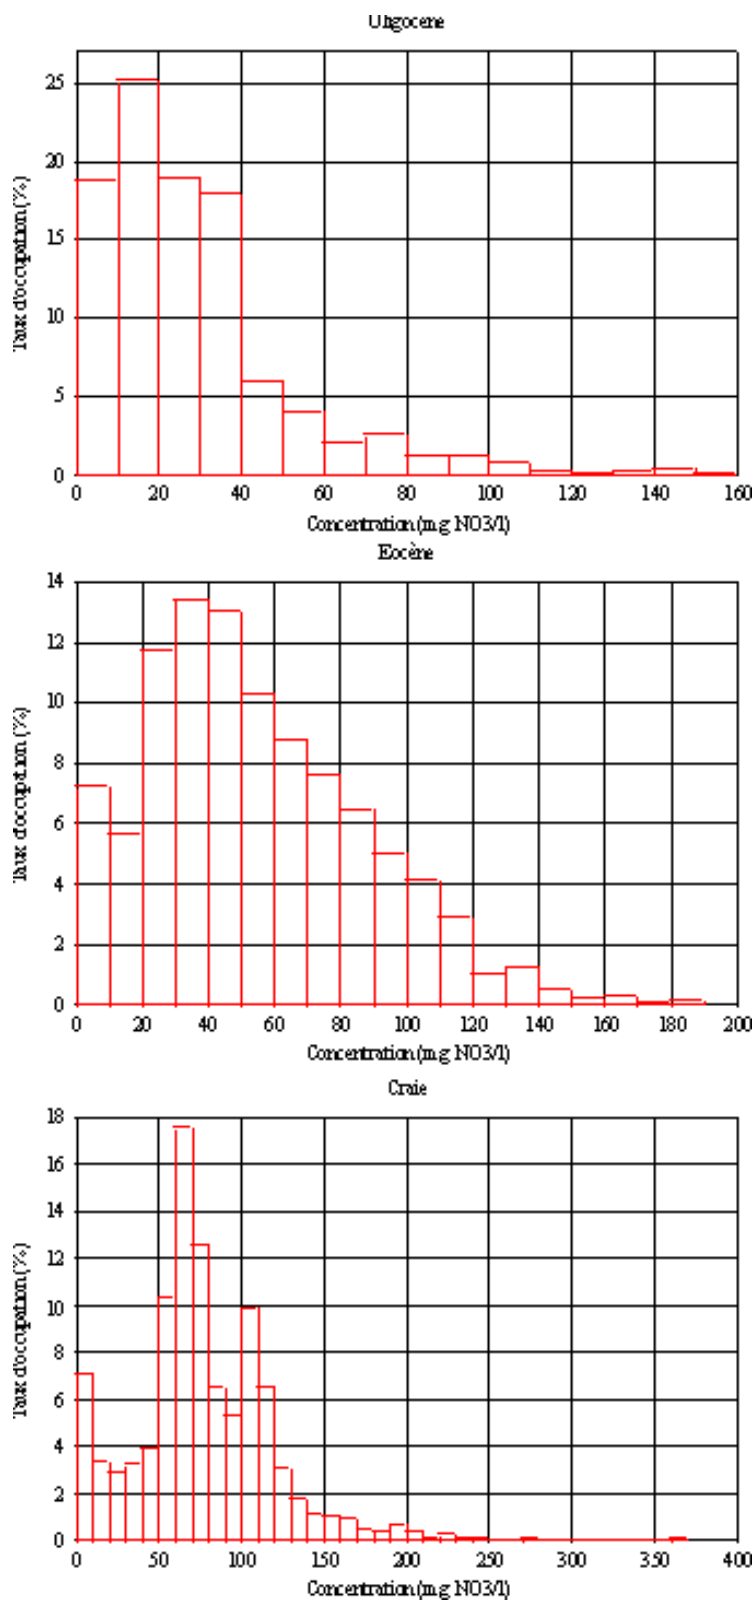 Oligocène
25
20
15
10
5
0
Taux d'occupation (%)
0 20 40 60 80 100 120 140 160
Concentration (mg NO3/l)
Eocène
14
12
10
8
6
4
2
0
Taux d'occupation (%)
0 20 40 60 80 100 120 140 160 180 200
Concentration (mg NO3/l)
Craie
18
16
14
12
10
8
6
4
2
0
Taux d'occupation (%)
0 50 100 150 200 250 300 350 400
Concentration (mg NO3/l)